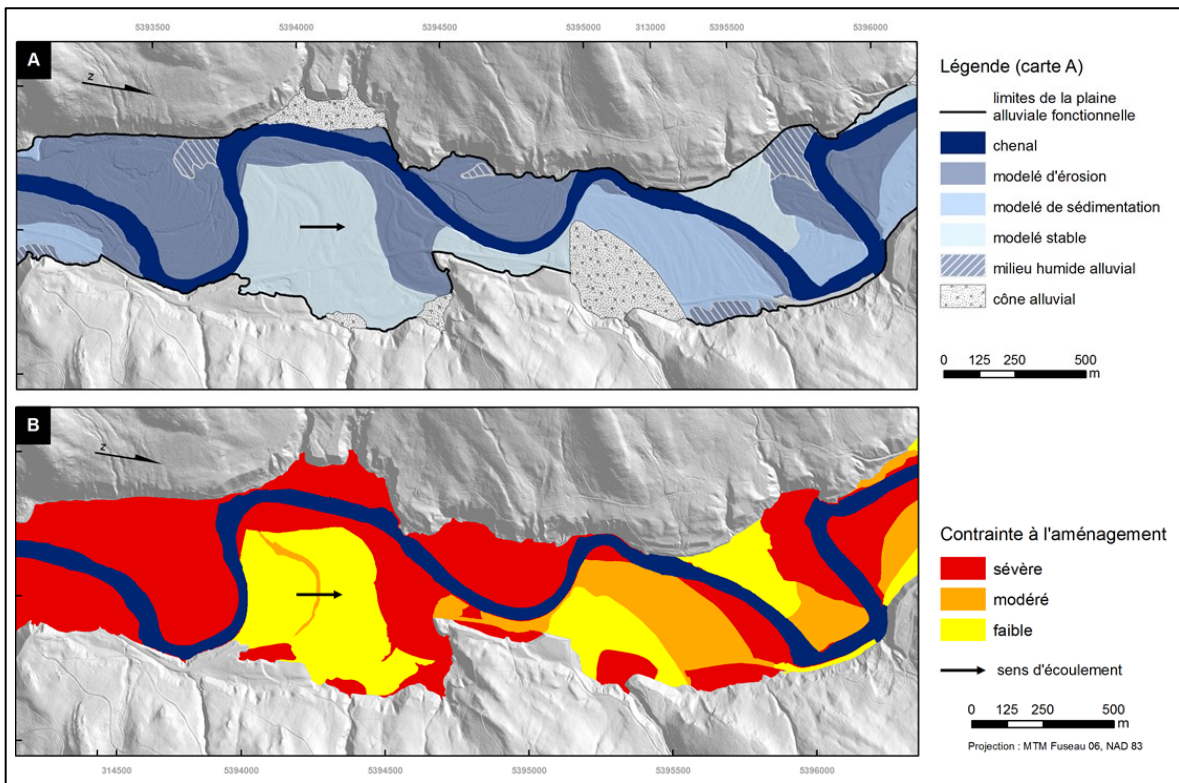 5393500 5394000 5394500 5395000 313000 5395500 5396000
A
z
Légende (carte A)
limites de la plaine
alluviale fonctionnelle
chenal
modelé d'érosion
modelé de sédimentation
modelé stable
milieu humide alluvial
cône alluvial
0 125 250 500
m
B
z
Contrainte à l'aménagement
sévère
modéré
faible
sens d'écoulement
0 125 250 500
m
Projection : MTM Fuseau 06, NAD 83
314500 5394000 5394500 5395000 5395500 5396000